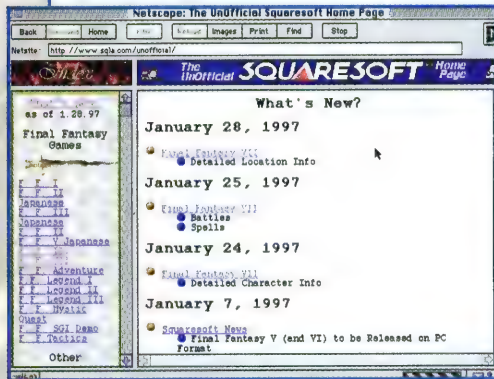 Netscape: The Unofficial Squaresoft Home Page
Back Home Images Print Find Stop
Netsite: http://www.sqla.com/unofficial/
Index
The Unofficial SQUARESOFT Home Page
as of 1.28.97
Final Fantasy Games
F. F. I
F. F. II Japanese
F. F. III Japanese
F. F. II
F. F. V Japanese
F. F. Adventure
F.F. Legend I
F.F. Legend II
F.F. Legend III
F. F. Mystic Quest
F. F. SGI Demo
F.F.Tactics
Other
What's New?
January 28, 1997
Final Fantasy VII
Detailed Location Info
January 25, 1997
Final Fantasy VII
Battles
Spells
January 24, 1997
Final Fantasy VII
Detailed Character Info
January 7, 1997
Squaresoft News
Final Fantasy V (and VI) to be Released on PC
Format